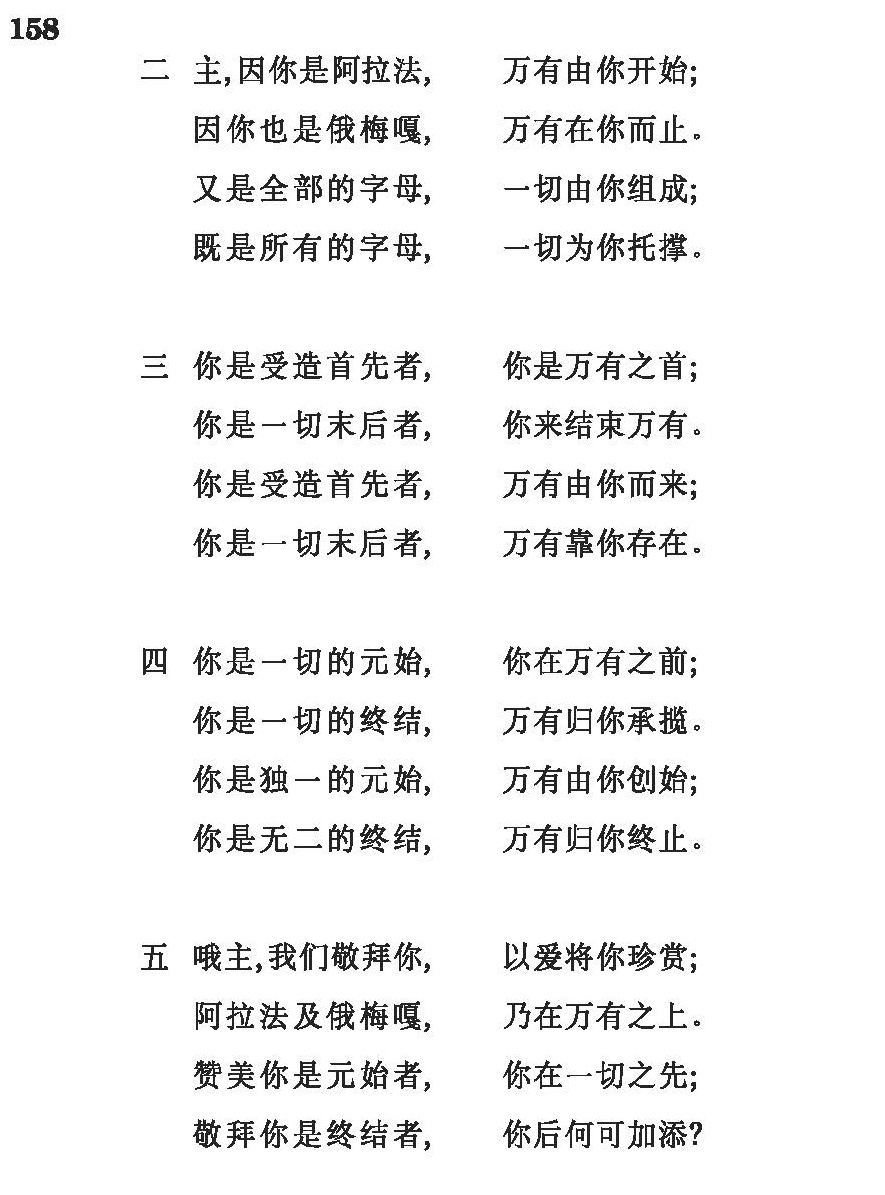 158
二 主,因你是阿拉法, 万有由你开始;
因你也是俄梅嘎, 万有在你而止。
又是全部的字母, 一切由你组成;
既是所有的字母, 一切为你托撑。
三 你是受造首先者, 你是万有之首;
你是一切末后者, 你来结束万有。
你是受造首先者, 万有由你而来;
你是一切末后者, 万有靠你存在。
四 你是一切的元始, 你在万有之前;
你是一切的终结, 万有归你承揽。
你是独一的元始, 万有由你创始;
你是无二的终结, 万有归你终止。
五 哦主,我们敬拜你, 以爱将你珍赏;
阿拉法及俄梅嘎, 乃在万有之上。
赞美你是元始者, 你在一切之先;
敬拜你是终结者, 你后何可加添?